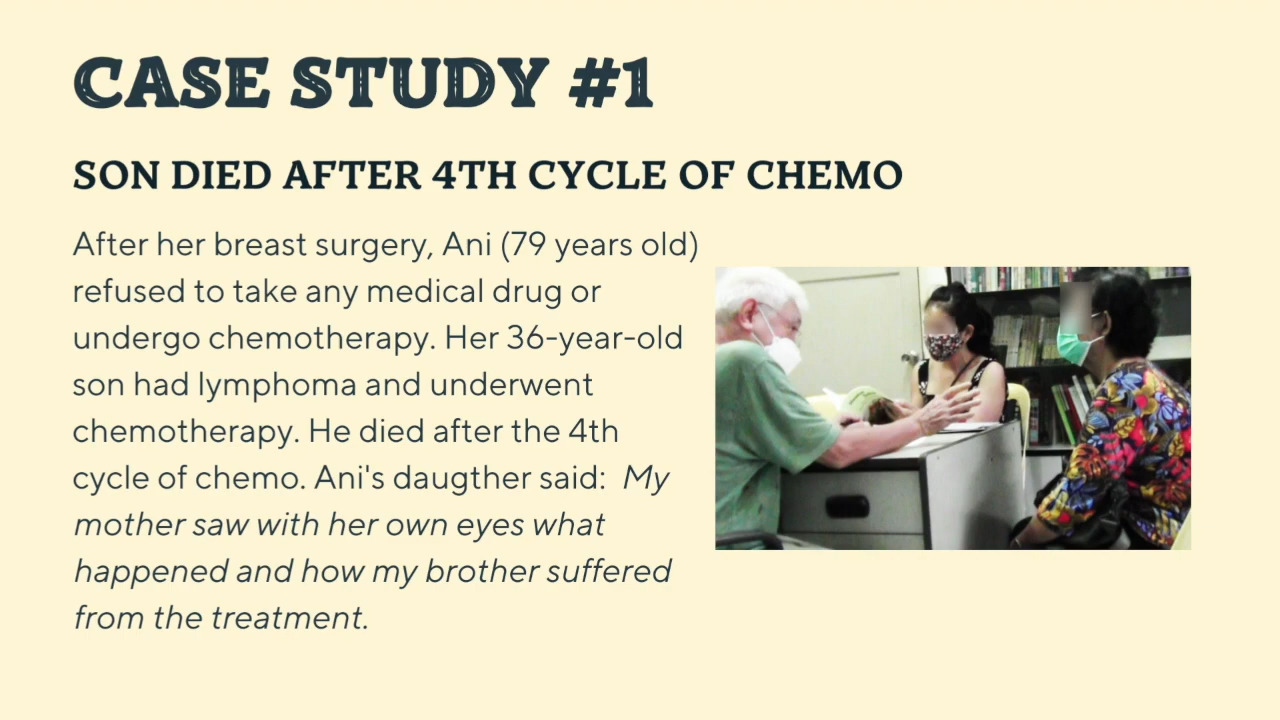 CASE STUDY #1
SON DIED AFTER 4TH CYCLE OF CHEMO
After her breast surgery, Ani (79 years old)
refused to take any medical drug or
undergo chemotherapy. Her 36-year-old
son had lymphoma and underwent
chemotherapy. He died after the 4th
cycle of chemo. Ani's daugther said: My
mother saw with her own eyes what
happened and how my brother suffered
from the treatment.